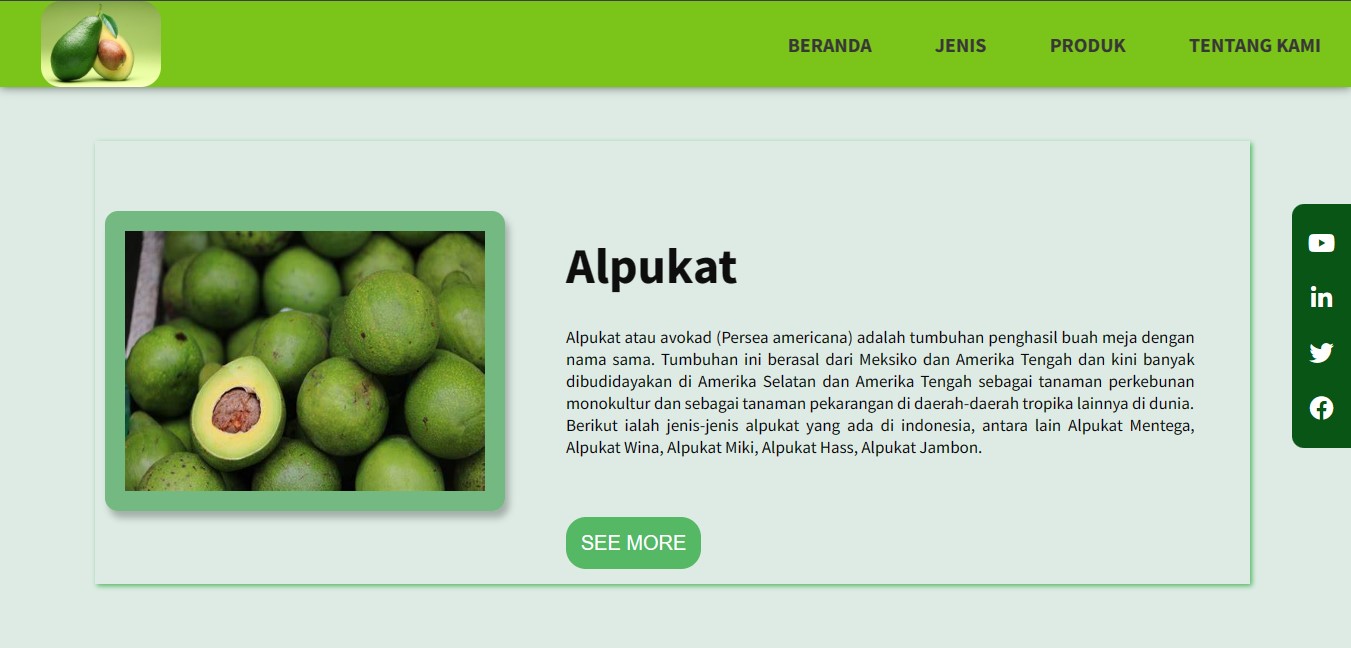 BERANDA JENIS PRODUK TENTANG KAMI
Alpukat
Alpukat atau avokad (Persea americana) adalah tumbuhan penghasil buah meja dengan
nama sama. Tumbuhan ini berasal dari Meksiko dan Amerika Tengah dan kini banyak
dibudidayakan di Amerika Selatan dan Amerika Tengah sebagai tanaman perkebunan
monokultur dan sebagai tanaman pekarangan di daerah-daerah tropika lainnya di dunia.
Berikut ialah jenis-jenis alpukat yang ada di indonesia, antara lain Alpukat Mentega,
Alpukat Wina, Alpukat Miki, Alpukat Hass, Alpukat Jambon.
SEE MORE